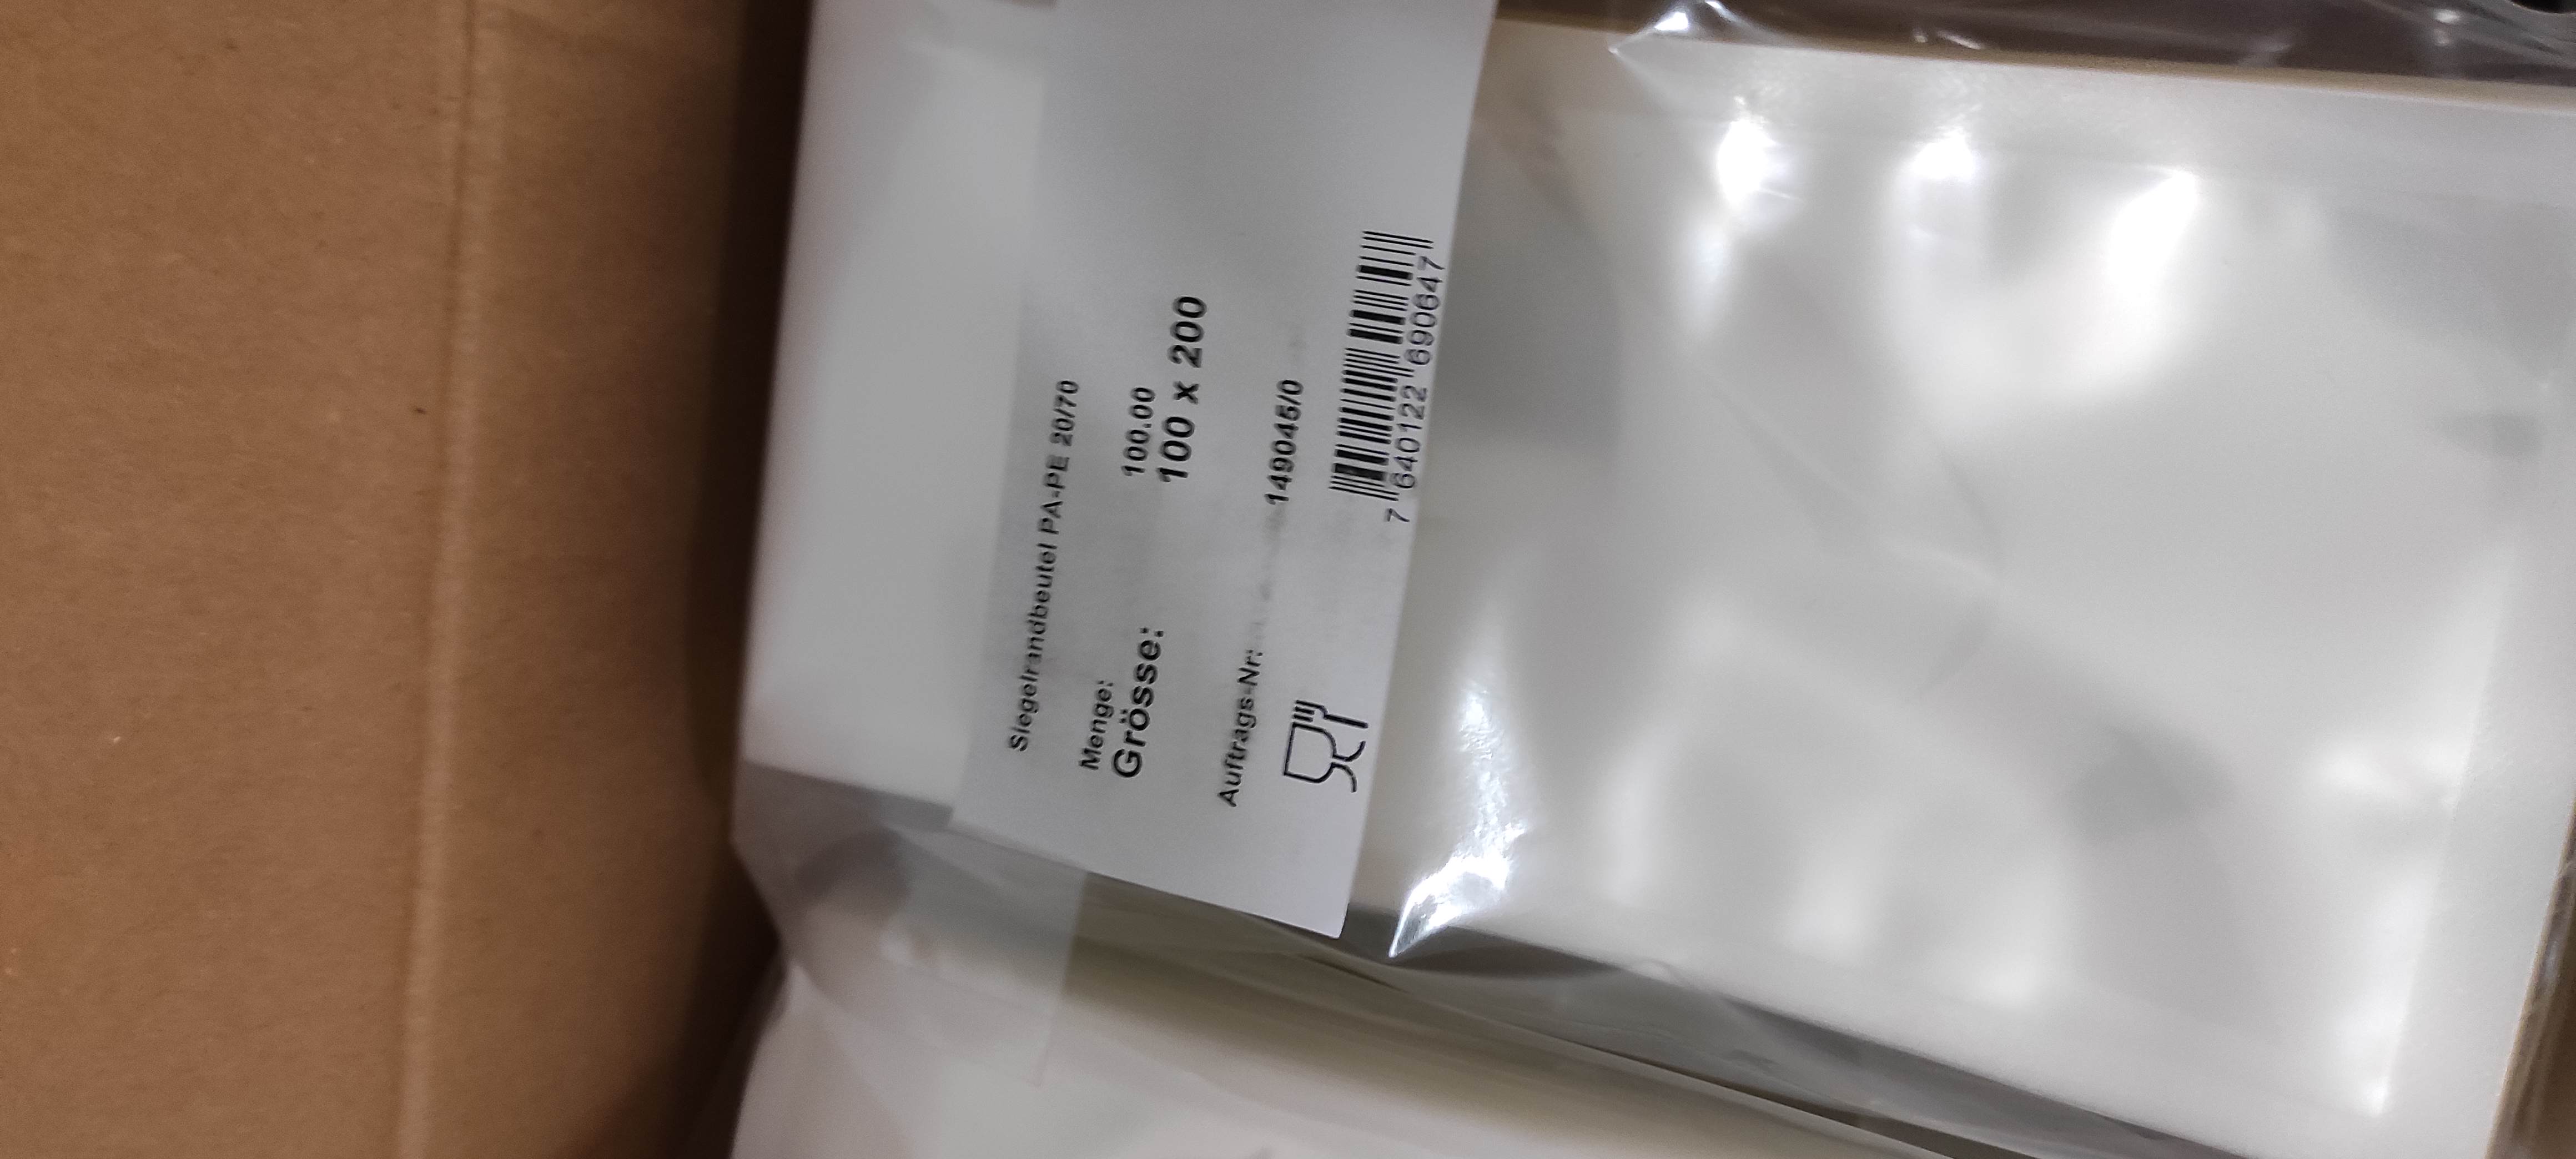 Siegelrandbeutel PA-PE 20/70
Menge: 100.00
Grösse: 100 x 200
Auftrags-Nr: 149045/0
7 640122 690647